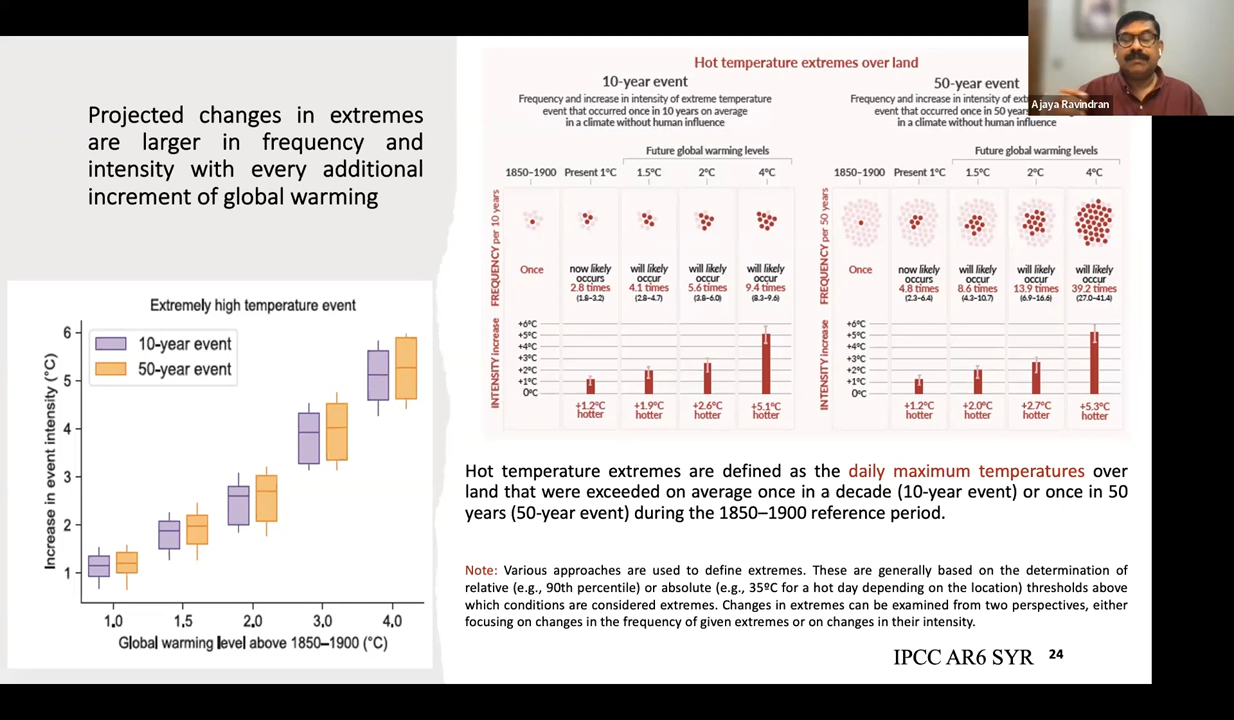 Ajaya Ravindran
Projected changes in extremes
are larger in frequency and
intensity with every additional
increment of global warming
Extremely high temperature event
10-year event
50-year event
Increase in event intensity (°C)
6
5
4
3
2
1
1.0 1.5 2.0 3.0 4.0
Global warming level above 1850–1900 (°C)
Hot temperature extremes over land
10-year event
Frequency and increase in intensity of extreme temperature
event that occurred once in 10 years on average
in a climate without human influence
Future global warming levels
1850–1900 Present 1°C 1.5°C 2°C 4°C
FREQUENCY per 10 years
Once now likely will likely will likely will likely
occurs occur occur occur
2.8 times 4.1 times 5.6 times 9.4 times
(1.8–3.2) (2.8–4.7) (3.8–6.0) (8.3–9.6)
INTENSITY increase
+6°C
+5°C
+4°C
+3°C
+2°C
+1°C
0°C
+1.2°C +1.9°C +2.6°C +5.1°C
hotter hotter hotter hotter
50-year event
Frequency and increase in intensity of
event that occurred once in 50 years
in a climate without human influence
Future global warming levels
1850–1900 Present 1°C 1.5°C 2°C 4°C
FREQUENCY per 50 years
Once now likely will likely will likely will likely
occurs occur occur occur
4.8 times 8.6 times 13.9 times 39.2 times
(2.3–6.4) (4.3–10.7) (6.9–16.6) (27.0–41.4)
INTENSITY increase
+6°C
+5°C
+4°C
+3°C
+2°C
+1°C
0°C
+1.2°C +2.0°C +2.7°C +5.3°C
hotter hotter hotter hotter
Hot temperature extremes are defined as the daily maximum temperatures over
land that were exceeded on average once in a decade (10-year event) or once in 50
years (50-year event) during the 1850–1900 reference period.
Note: Various approaches are used to define extremes. These are generally based on the determination of
relative (e.g., 90th percentile) or absolute (e.g., 35ºC for a hot day depending on the location) thresholds above
which conditions are considered extremes. Changes in extremes can be examined from two perspectives, either
focusing on changes in the frequency of given extremes or on changes in their intensity.
IPCC AR6 SYR 24